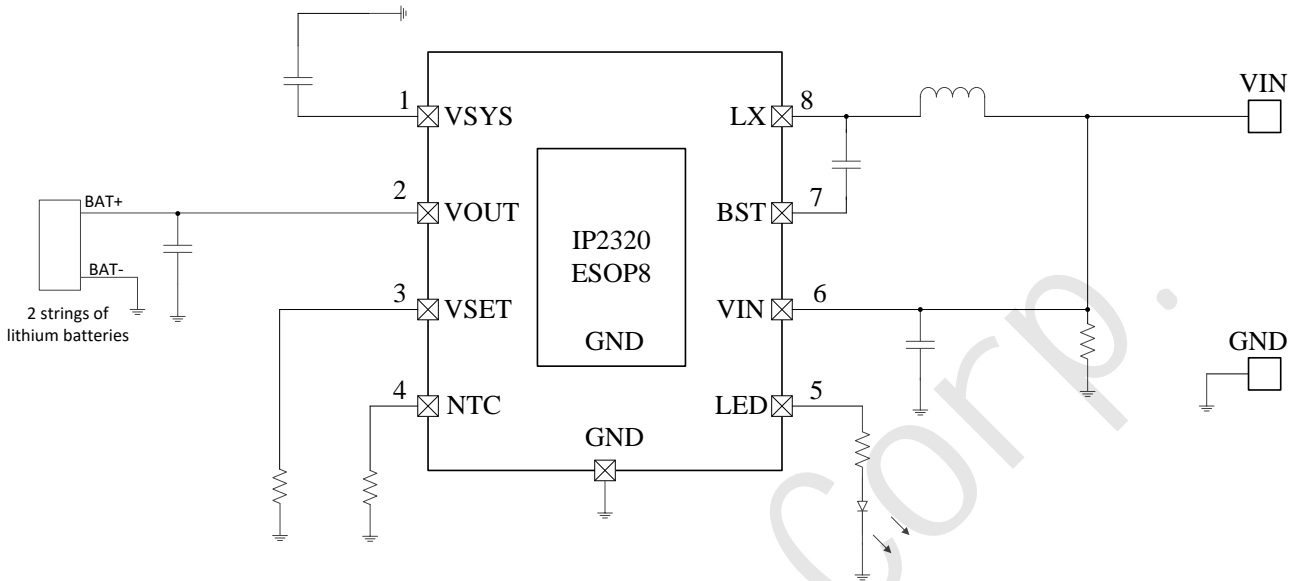 VIN
1
VSYS
LX
8
2
VOUT
BST
7
BAT+
BAT-
2 strings of
lithium batteries
IP2320
ESOP8
GND
3
VSET
VIN
6
GND
4
NTC
LED
5
GND
Corp.